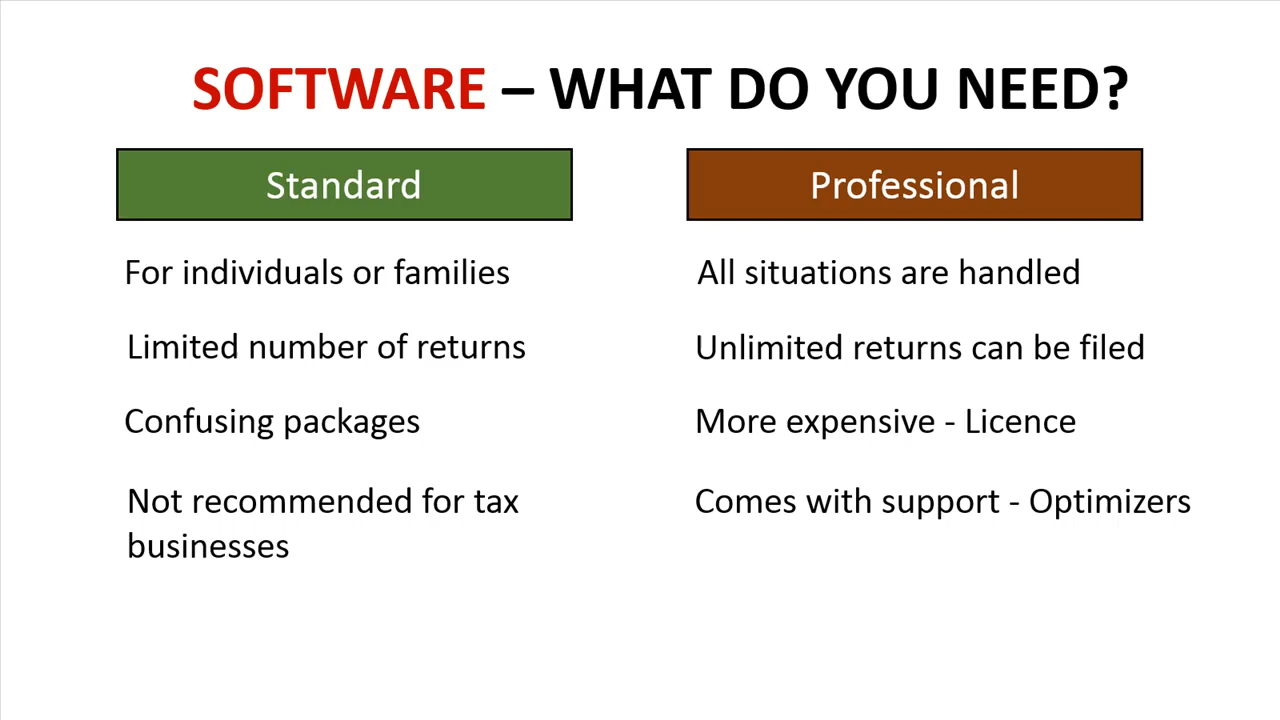 SOFTWARE – WHAT DO YOU NEED?
Standard
For individuals or families
Limited number of returns
Confusing packages
Not recommended for tax
businesses
Professional
All situations are handled
Unlimited returns can be filed
More expensive - Licence
Comes with support - Optimizers